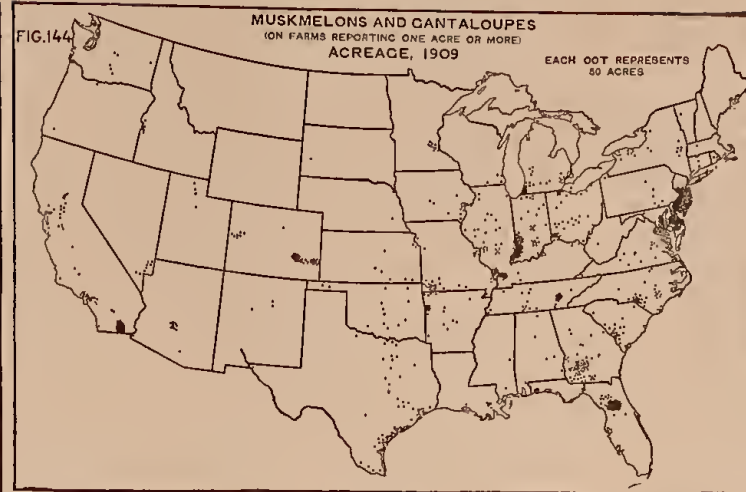 FIG.144
MUSKMELONS AND CANTALOUPES
(ON FARMS REPORTING ONE ACRE OR MORE)
ACREAGE, 1909
EACH DOT REPRESENTS
50 ACRES